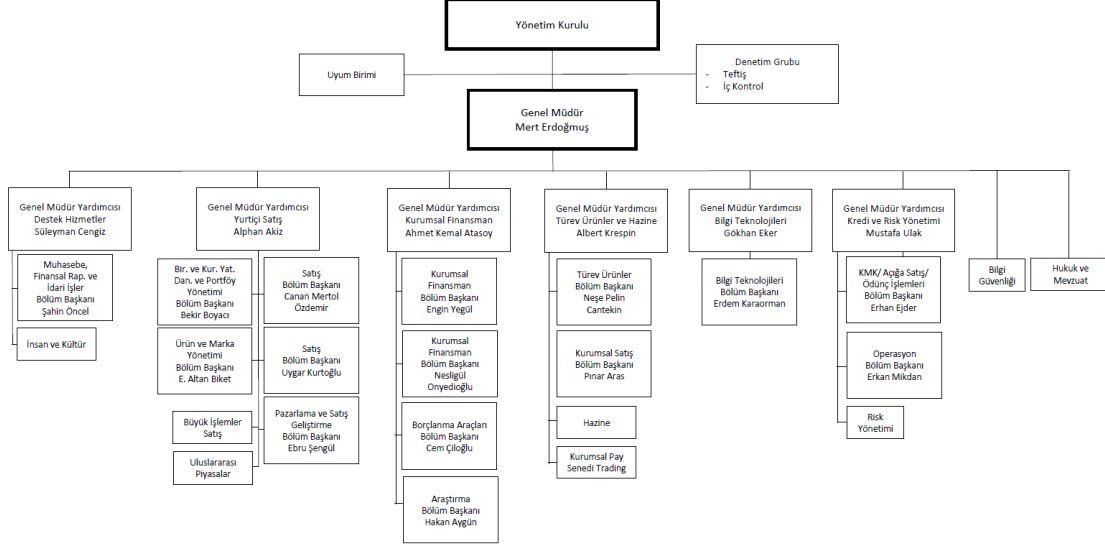 Yönetim Kurulu
Uyum Birimi
Denetim Grubu
- Teftiş
- İç Kontrol
Genel Müdür
Mert Erdoğmuş
Genel Müdür Yardımcısı
Destek Hizmetler
Süleyman Cengiz
Genel Müdür Yardımcısı
Yurtiçi Satış
Alphan Akiz
Genel Müdür Yardımcısı
Kurumsal Finansman
Ahmet Kemal Atasoy
Genel Müdür Yardımcısı
Türev Ürünler ve Hazine
Albert Krespin
Genel Müdür Yardımcısı
Bilgi Teknolojileri
Gökhan Eker
Genel Müdür Yardımcısı
Kredi ve Risk Yönetimi
Mustafa Ulak
Bilgi
Güvenliği
Hukuk ve
Mevzuat
Muhasebe,
Finansal Rap. ve
İdari İşler
Bölüm Başkanı
Şahin Öncel
İnsan ve Kültür
Bir. ve Kur. Yat.
Dan. ve Portföy
Yönetimi
Bölüm Başkanı
Bekir Boyacı
Ürün ve Marka
Yönetimi
Bölüm Başkanı
E. Altan Biket
Büyük İşlemler
Satış
Uluslararası
Piyasalar
Satış
Bölüm Başkanı
Canan Mertol
Özdemir
Satış
Bölüm Başkanı
Uygar Kurtoğlu
Pazarlama ve Satış
Geliştirme
Bölüm Başkanı
Ebru Şengül
Kurumsal
Finansman
Bölüm Başkanı
Engin Yegül
Kurumsal
Finansman
Bölüm Başkanı
Nesligül
Onyedioğlu
Borçlanma Araçları
Bölüm Başkanı
Cem Çiloğlu
Araştırma
Bölüm Başkanı
Hakan Aygün
Türev Ürünler
Bölüm Başkanı
Neşe Pelin
Cantekin
Kurumsal Satış
Bölüm Başkanı
Pınar Aras
Hazine
Kurumsal Pay
Senedi Trading
Bilgi Teknolojileri
Bölüm Başkanı
Erdem Karaorman
KMK/ Açığa Satış/
Ödünç İşlemleri
Bölüm Başkanı
Erhan Ejder
Operasyon
Bölüm Başkanı
Erkan Mikdan
Risk
Yönetimi